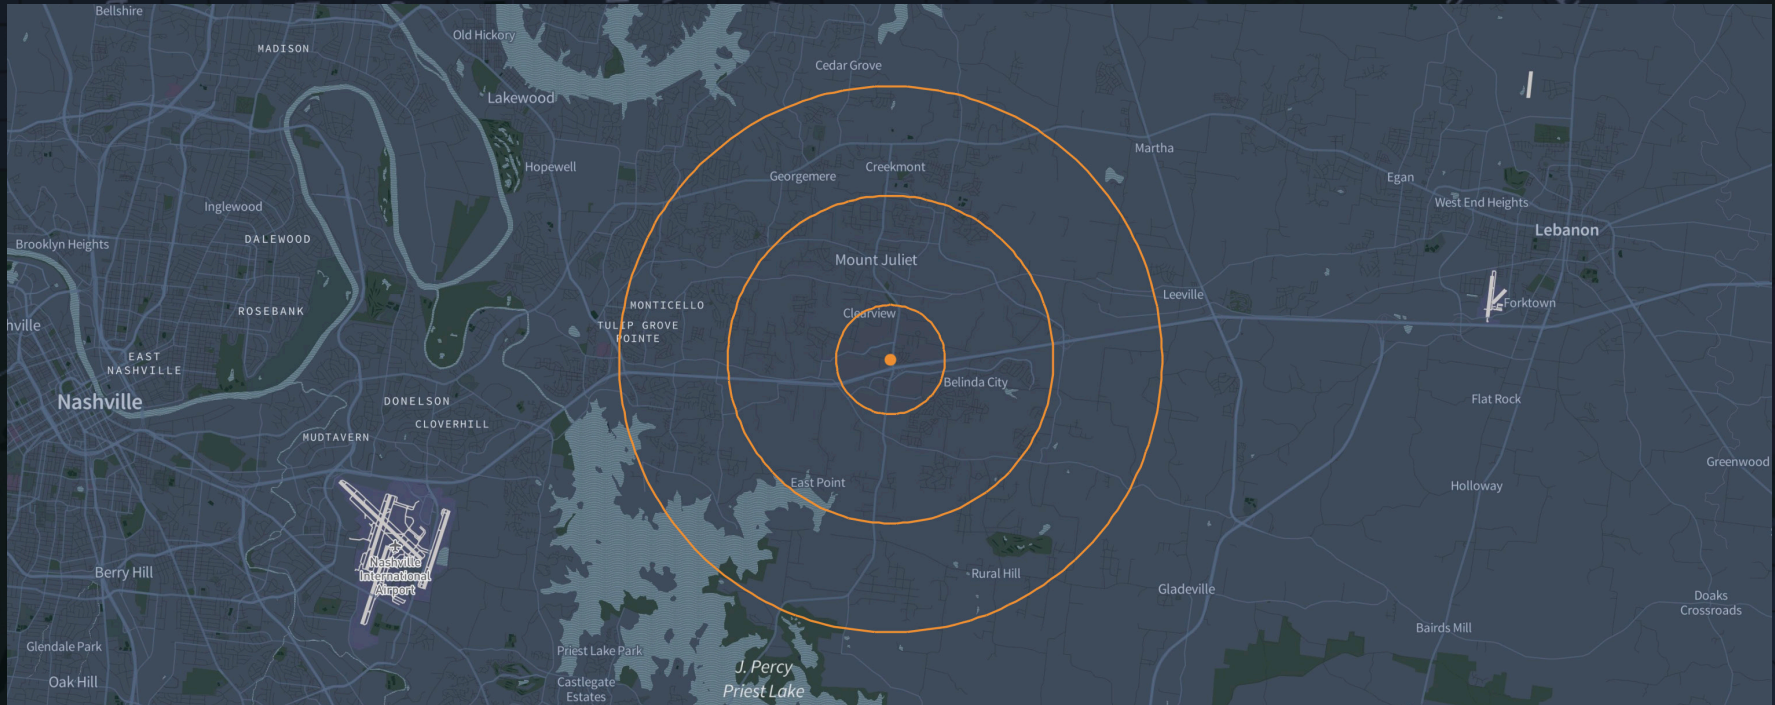 Bellshire
MADISON
Old Hickory
Cedar Grove
Lakewood
Hopewell
Martha
Georgemere
Creekmont
Egan
West End Heights
Inglewood
Lebanon
DALEWOOD
Brooklyn Heights
Mount Juliet
Leeville
Forktown
MONTICELLO
ROSEBANK
Clearview
hville
TULIP GROVE
POINTE
EAST
NASHVILLE
Belinda City
Nashville
DONELSON
Flat Rock
CLOVERHILL
MUDTAVERN
Greenwood
East Point
Holloway
Nashville
International
Airport
Berry Hill
Rural Hill
Gladeville
Doaks
Crossroads
Bairds Mill
Glendale Park
Priest Lake Park
J. Percy
Priest Lake
Oak Hill
Castlegate
Estates